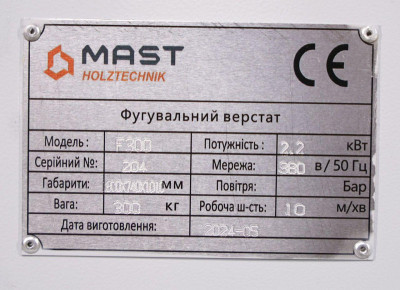 MAST
HOLZTECHNIK
CE
Фугувальний верстат
Модель: F300 Потужність: 2.2 кВт
Серійний №: 204 Мережа: 380 в/50 Гц
Габарити: мм Повітря: Бар
Вага: 200 кг Робоча ш-сть: 10 м/хв
Дата виготовлення: 2024-05